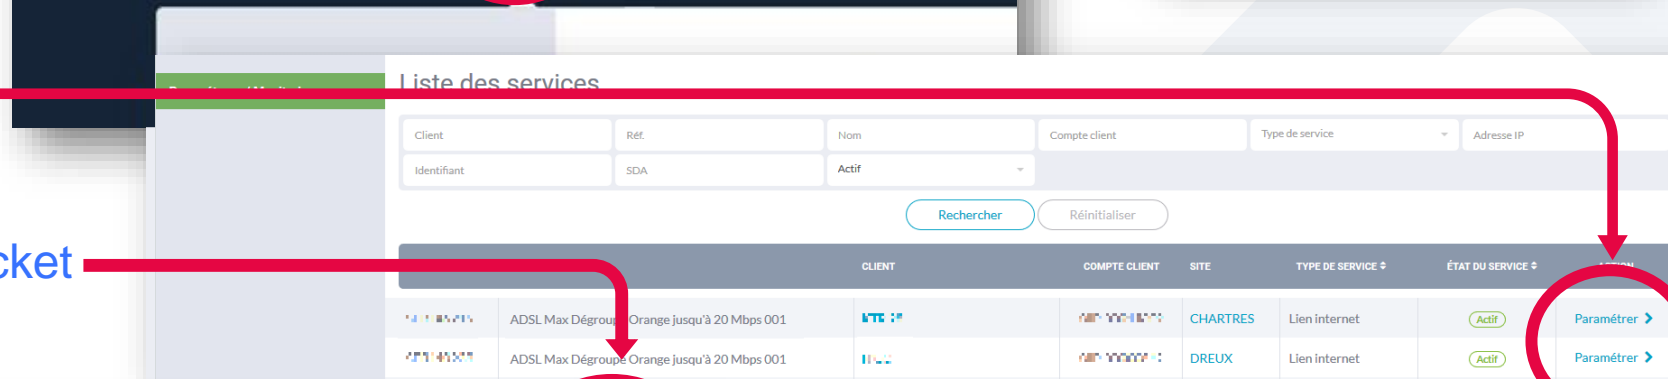 Liste des services
Client Réf. Nom Compte client Type de service Adresse IP
Identifiant SDA Actif
Rechercher Réinitialiser
cket
CLIENT COMPTE CLIENT SITE TYPE DE SERVICE ÉTAT DU SERVICE
ADSL Max Dégroupé Orange jusqu'à 20 Mbps 001 CHARTRES Lien internet Actif Paramétrer
ADSL Max Dégroupé Orange jusqu'à 20 Mbps 001 DREUX Lien internet Actif Paramétrer